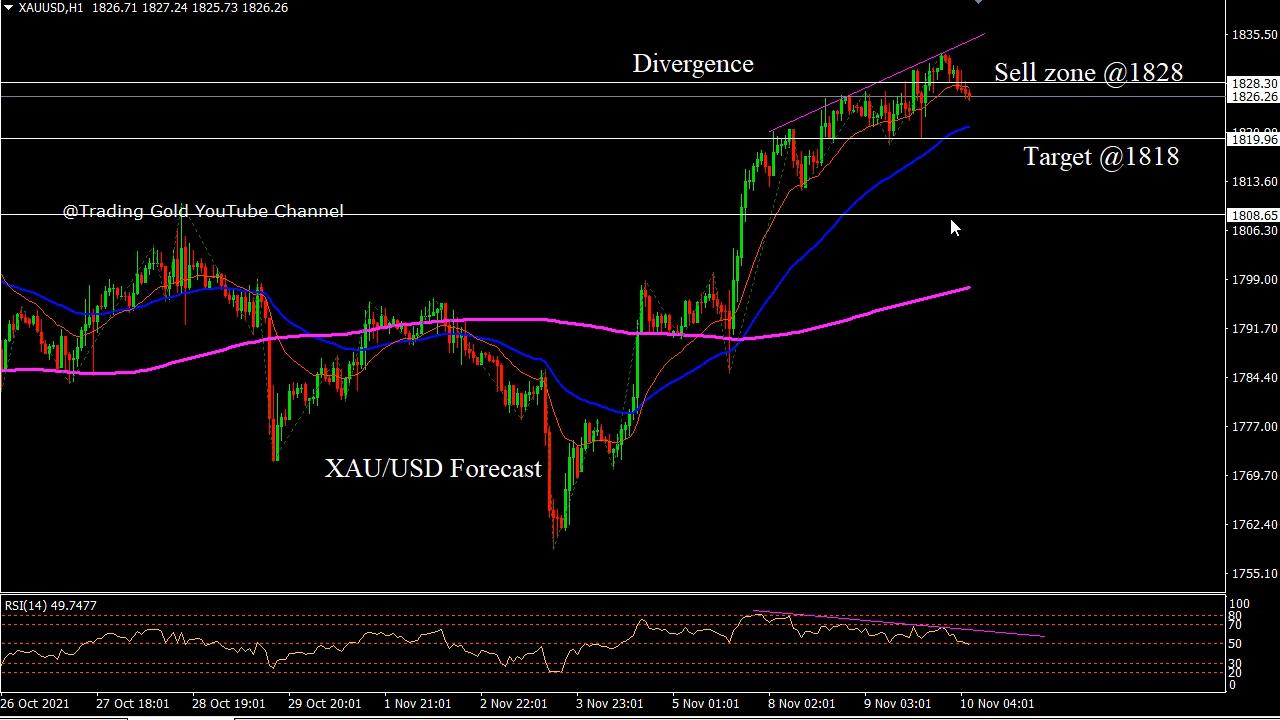 XAUUSD,H1 1826.71 1827.24 1825.73 1826.26
1835.50
Divergence
Sell zone @1828
1828.30
1826.26
1819.96
Target @1818
1813.60
@Trading Gold YouTube Channel
1808.65
1806.30
1799.00
1791.70
1784.40
1777.00
XAU/USD Forecast
1769.70
1762.40
1755.10
RSI(14) 49.7477
100
80
70
50
30
20
0
26 Oct 2021 27 Oct 18:01 28 Oct 19:01 29 Oct 20:01 1 Nov 21:01 2 Nov 22:01 3 Nov 23:01 5 Nov 01:01 8 Nov 02:01 9 Nov 03:01 10 Nov 04:01